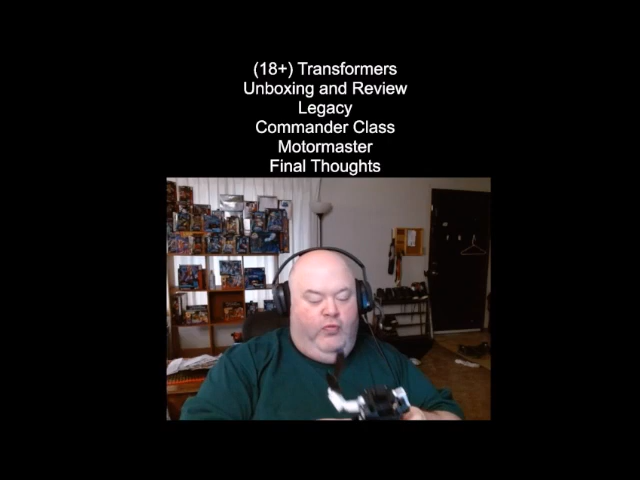 (18+) Transformers
Unboxing and Review
Legacy
Commander Class
Motormaster
Final Thoughts